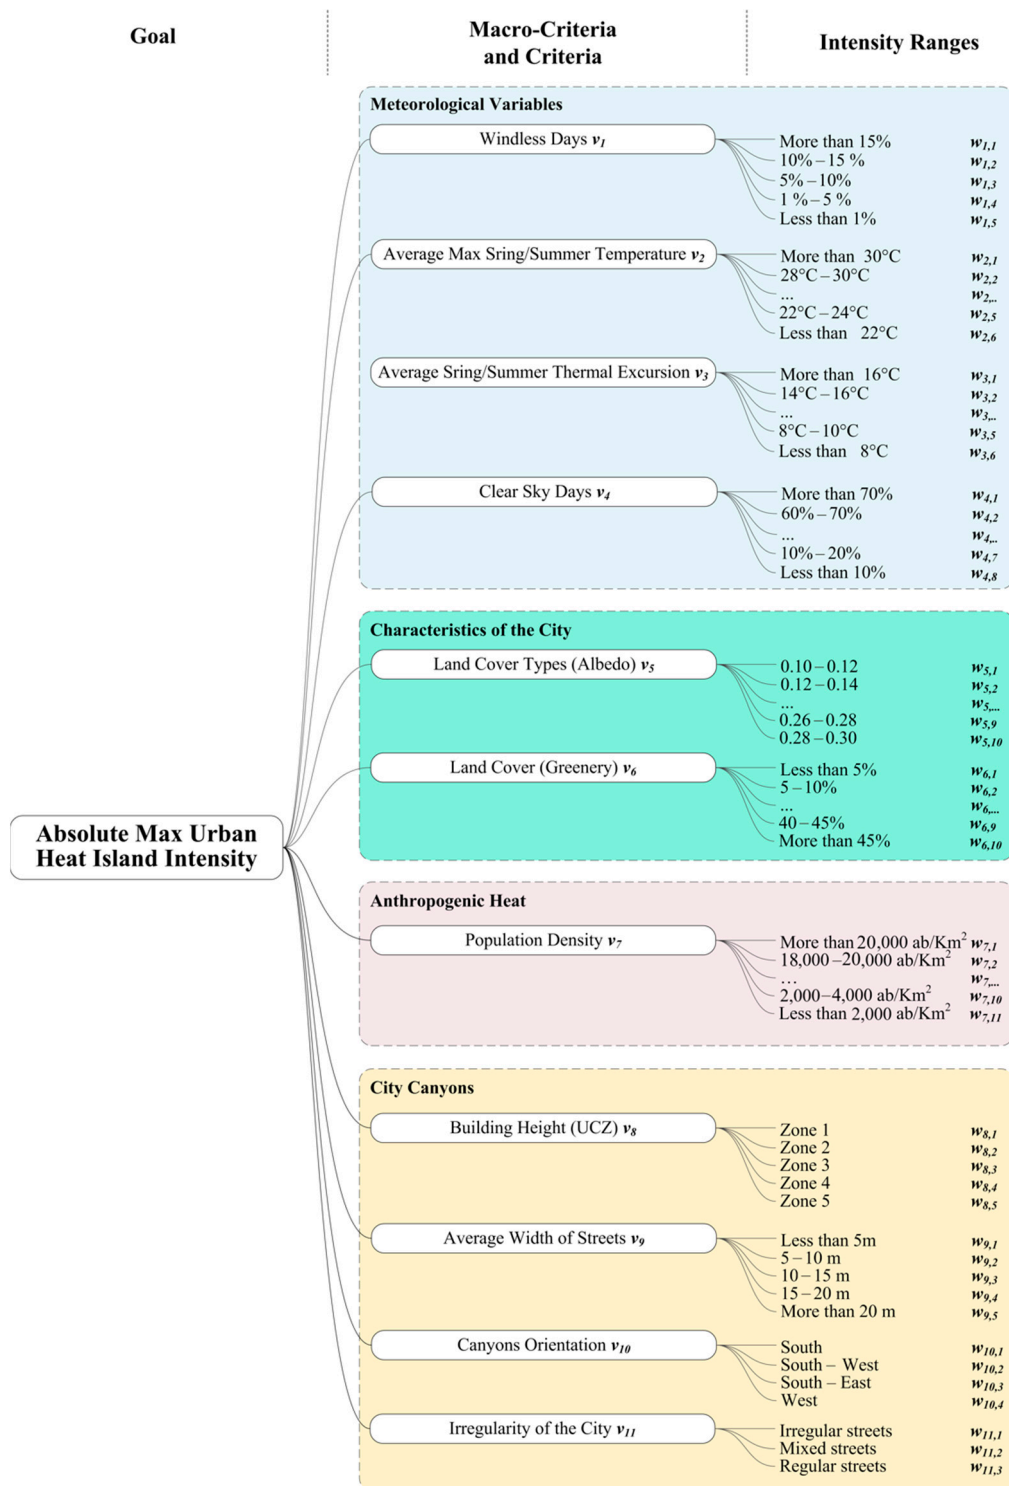 Goal
Macro-Criteria
and Criteria
Intensity Ranges
Meteorological Variables
Windless Days v1
More than 15% w1,1
10% – 15 % w1,2
5% – 10% w1,3
1 % – 5 % w1,4
Less than 1% w1,5
Average Max Sring/Summer Temperature v2
More than 30°C w2,1
28°C – 30°C w2,2
... w2,..
22°C – 24°C w2,5
Less than 22°C w2,6
Average Sring/Summer Thermal Excursion v3
More than 16°C w3,1
14°C – 16°C w3,2
... w3,..
8°C – 10°C w3,5
Less than 8°C w3,6
Clear Sky Days v4
More than 70% w4,1
60% – 70% w4,2
... w4,..
10% – 20% w4,7
Less than 10% w4,8
Characteristics of the City
Land Cover Types (Albedo) v5
0.10 – 0.12 w5,1
0.12 – 0.14 w5,2
... w5,...
0.26 – 0.28 w5,9
0.28 – 0.30 w5,10
Land Cover (Greenery) v6
Less than 5% w6,1
5 – 10% w6,2
... w6,...
40 – 45% w6,9
More than 45% w6,10
Absolute Max Urban
Heat Island Intensity
Anthropogenic Heat
Population Density v7
More than 20,000 ab/Km² w7,1
18,000 – 20,000 ab/Km² w7,2
... w7,...
2,000 – 4,000 ab/Km² w7,10
Less than 2,000 ab/Km² w7,11
City Canyons
Building Height (UCZ) v8
Zone 1 w8,1
Zone 2 w8,2
Zone 3 w8,3
Zone 4 w8,4
Zone 5 w8,5
Average Width of Streets v9
Less than 5m w9,1
5 – 10 m w9,2
10 – 15 m w9,3
15 – 20 m w9,4
More than 20 m w9,5
Canyons Orientation v10
South w10,1
South – West w10,2
South – East w10,3
West w10,4
Irregularity of the City v11
Irregular streets w11,1
Mixed streets w11,2
Regular streets w11,3